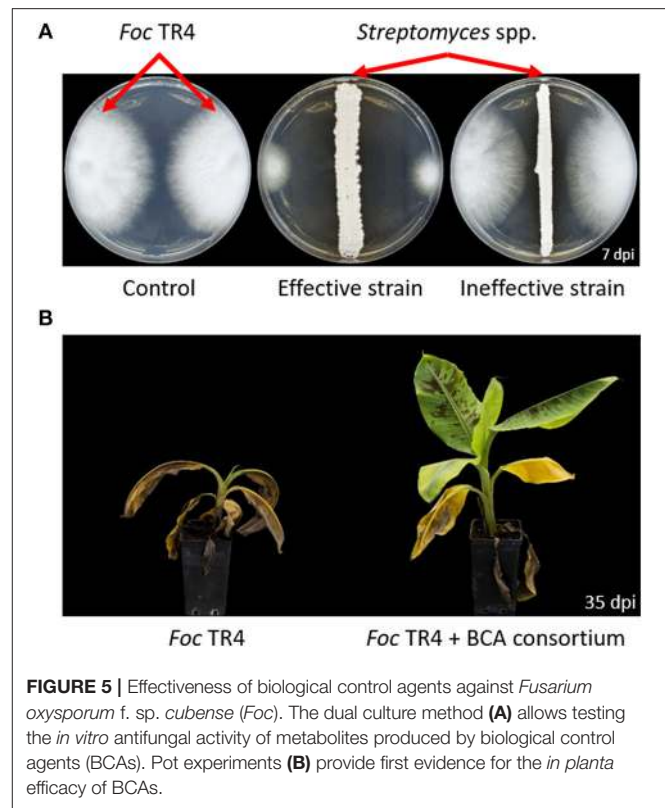 A
Foc TR4
Streptomyces spp.
7 dpi
Control
Effective strain
Ineffective strain
B
35 dpi
Foc TR4
Foc TR4 + BCA consortium
FIGURE 5 | Effectiveness of biological control agents against Fusarium
oxysporum f. sp. cubense (Foc). The dual culture method (A) allows testing
the in vitro antifungal activity of metabolites produced by biological control
agents (BCAs). Pot experiments (B) provide first evidence for the in planta
efficacy of BCAs.